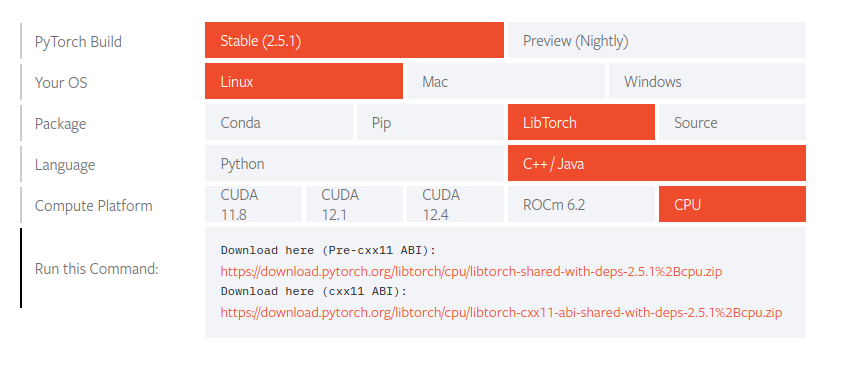 PyTorch Build Stable (2.5.1) Preview (Nightly)
Your OS Linux Mac Windows
Package Conda Pip LibTorch Source
Language Python C++ / Java
Compute Platform CUDA 11.8 CUDA 12.1 CUDA 12.4 ROCm 6.2 CPU
Run this Command:
Download here (Pre-cxx11 ABI):
https://download.pytorch.org/libtorch/cpu/libtorch-shared-with-deps-2.5.1%2Bcpu.zip
Download here (cxx11 ABI):
https://download.pytorch.org/libtorch/cpu/libtorch-cxx11-abi-shared-with-deps-2.5.1%2Bcpu.zip